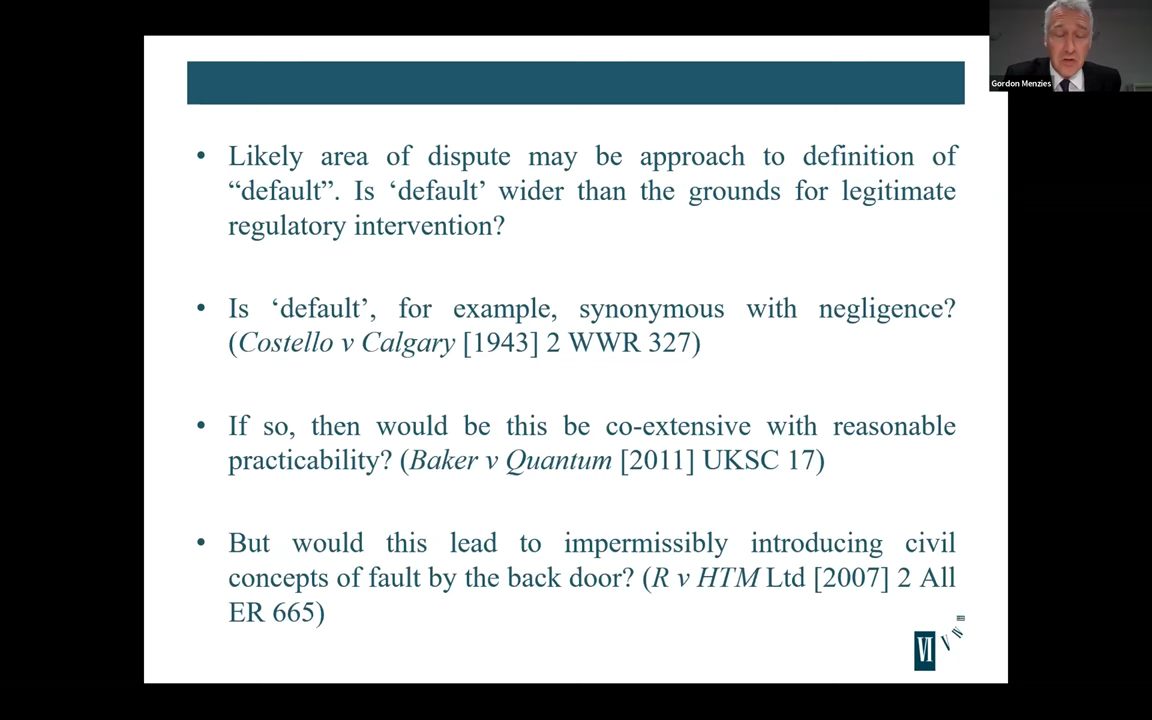 Gordon Menzies
• Likely area of dispute may be approach to definition of
“default”. Is ‘default’ wider than the grounds for legitimate
regulatory intervention?
• Is ‘default’, for example, synonymous with negligence?
(Costello v Calgary [1943] 2 WWR 327)
• If so, then would be this be co-extensive with reasonable
practicability? (Baker v Quantum [2011] UKSC 17)
• But would this lead to impermissibly introducing civil
concepts of fault by the back door? (R v HTM Ltd [2007] 2 All
ER 665)
VI
V